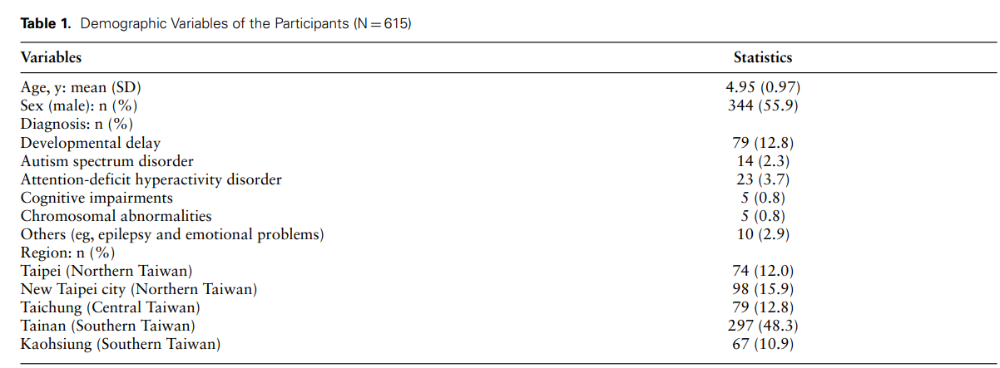 Table 1. Demographic Variables of the Participants (N = 615)
Variables Statistics
Age, y: mean (SD) 4.95 (0.97)
Sex (male): n (%) 344 (55.9)
Diagnosis: n (%)
Developmental delay 79 (12.8)
Autism spectrum disorder 14 (2.3)
Attention-deficit hyperactivity disorder 23 (3.7)
Cognitive impairments 5 (0.8)
Chromosomal abnormalities 5 (0.8)
Others (eg, epilepsy and emotional problems) 10 (2.9)
Region: n (%)
Taipei (Northern Taiwan) 74 (12.0)
New Taipei city (Northern Taiwan) 98 (15.9)
Taichung (Central Taiwan) 79 (12.8)
Tainan (Southern Taiwan) 297 (48.3)
Kaohsiung (Southern Taiwan) 67 (10.9)